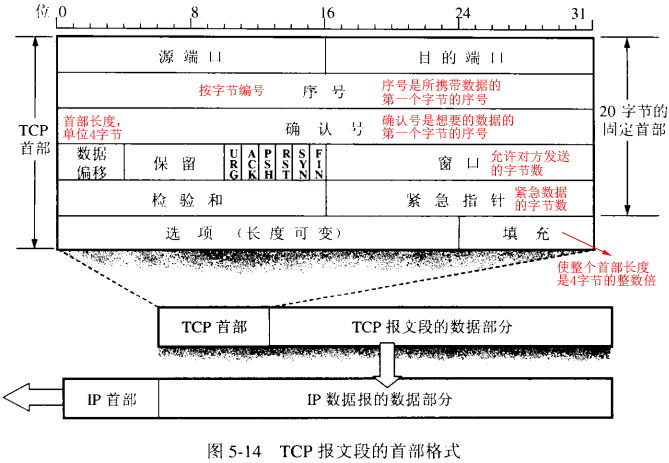 位 0 8 16 24 31
源端口 目的端口
按字节编号 序号 序号是所携带数据的
第一个字节的序号
首部长度,
单位4字节
确认号 确认号是想要的数据的
第一个字节的序号
20 字节的
固定首部
TCP
首部
数据
偏移
保留
URG
ACK
PSH
RST
SYN
FIN
窗口 允许对方发送
的字节数
检验和 紧急指针 紧急数据
的字节数
选项(长度可变) 填充
使整个首部长度
是4字节的整数倍
TCP 首部 TCP 报文段的数据部分
IP 首部 IP 数据报的数据部分
图 5-14 TCP 报文段的首部格式